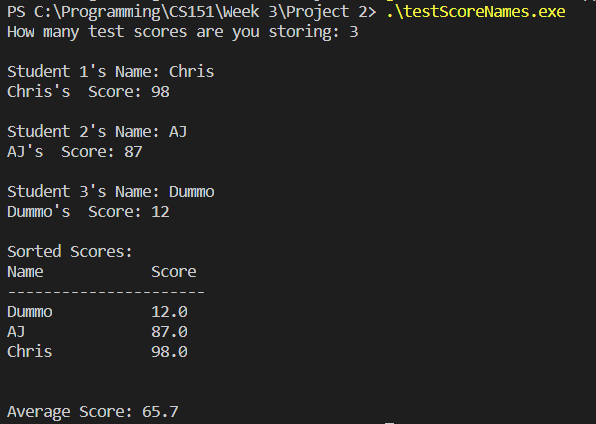 PS C:\Programming\CS151\Week 3\Project 2> .\testScoreNames.exe
How many test scores are you storing: 3
Student 1's Name: Chris
Chris's  Score: 98
Student 2's Name: AJ
AJ's  Score: 87
Student 3's Name: Dummo
Dummo's  Score: 12
Sorted Scores:
Name            Score
----------------------
Dummo           12.0
AJ              87.0
Chris           98.0
Average Score: 65.7